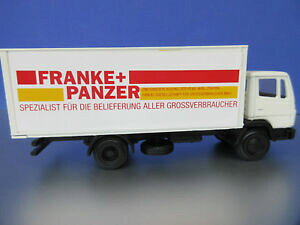 FRANKE+
PANZER
SPEZIALIST FÜR DIE BELIEFERUNG ALLER GROSSVERBRAUCHER